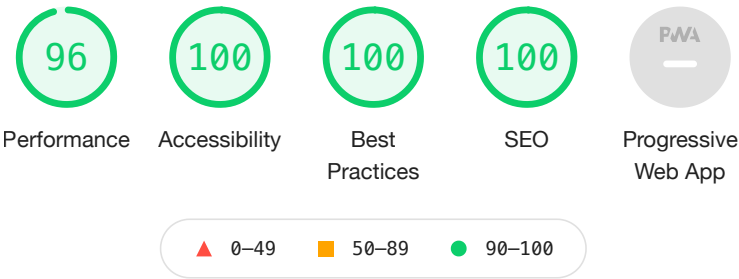 96 100 100 100 PWA
Performance Accessibility Best Practices SEO Progressive Web App
0–49 50–89 90–100